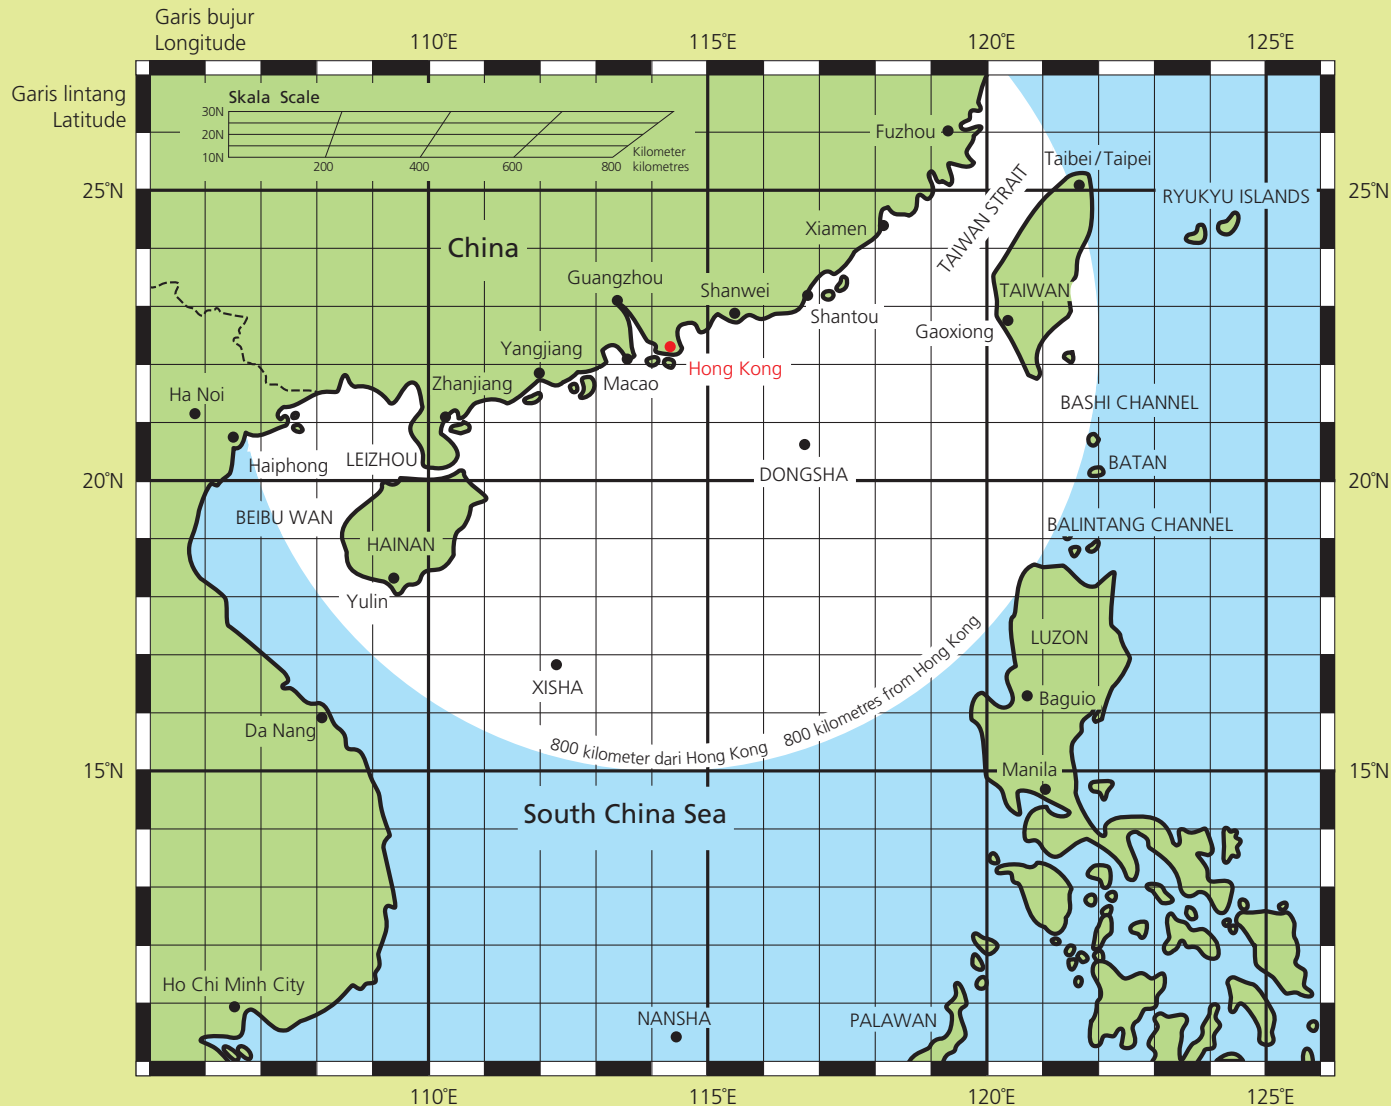 Garis bujur
Longitude
110°E
115°E
120°E
125°E
Garis lintang
Latitude
Skala Scale
30N
20N
10N
200
400
600
800
Kilometer
kilometres
Fuzhou
Taibei/Taipei
25°N
25°N
RYUKYU ISLANDS
TAIWAN STRAIT
Xiamen
China
Guangzhou
Shanwei
TAIWAN
Shantou
Gaoxiong
Yangjiang
Hong Kong
Zhanjiang
Macao
Ha Noi
BASHI CHANNEL
Haiphong
LEIZHOU
BATAN
DONGSHA
20°N
20°N
BEIBU WAN
BALINTANG CHANNEL
HAINAN
Yulin
LUZON
XISHA
Baguio
Da Nang
800 kilometer dari Hong Kong
800 kilometres from Hong Kong
15°N
15°N
Manila
South China Sea
Ho Chi Minh City
NANSHA
PALAWAN
110°E
115°E
120°E
125°E